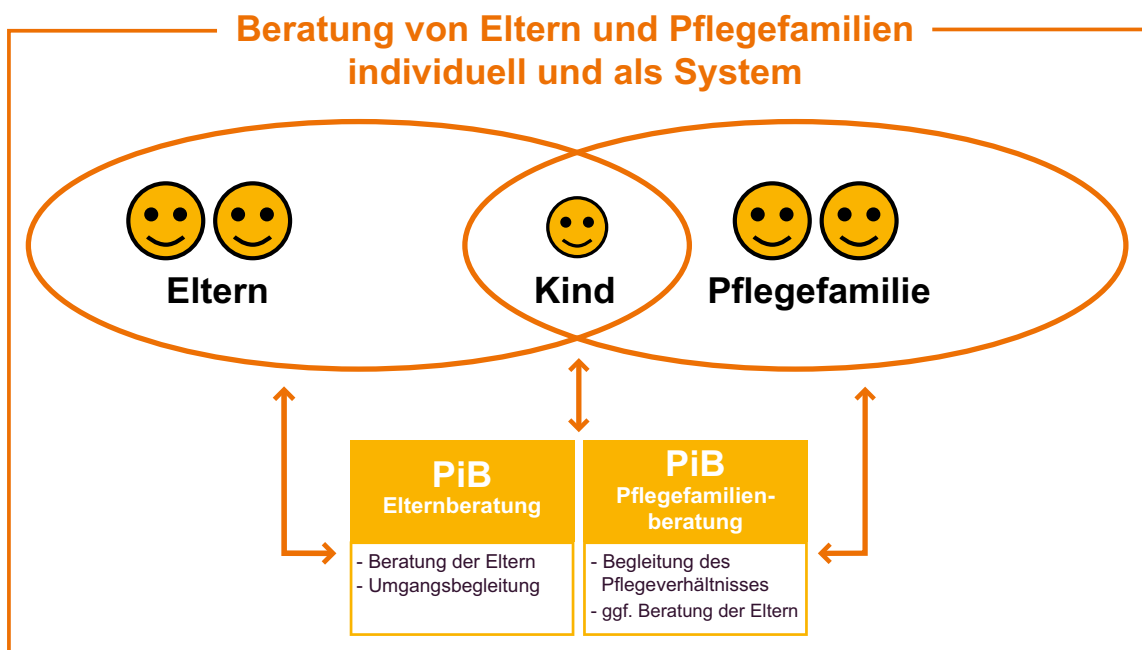 Beratung von Eltern und Pflegefamilien
individuell und als System
Eltern
Kind
Pflegefamilie
PiB
Elternberatung
- Beratung der Eltern
- Umgangsbegleitung
PiB
Pflegefamilien-
beratung
- Begleitung des
Pflegeverhältnisses
- ggf. Beratung der Eltern